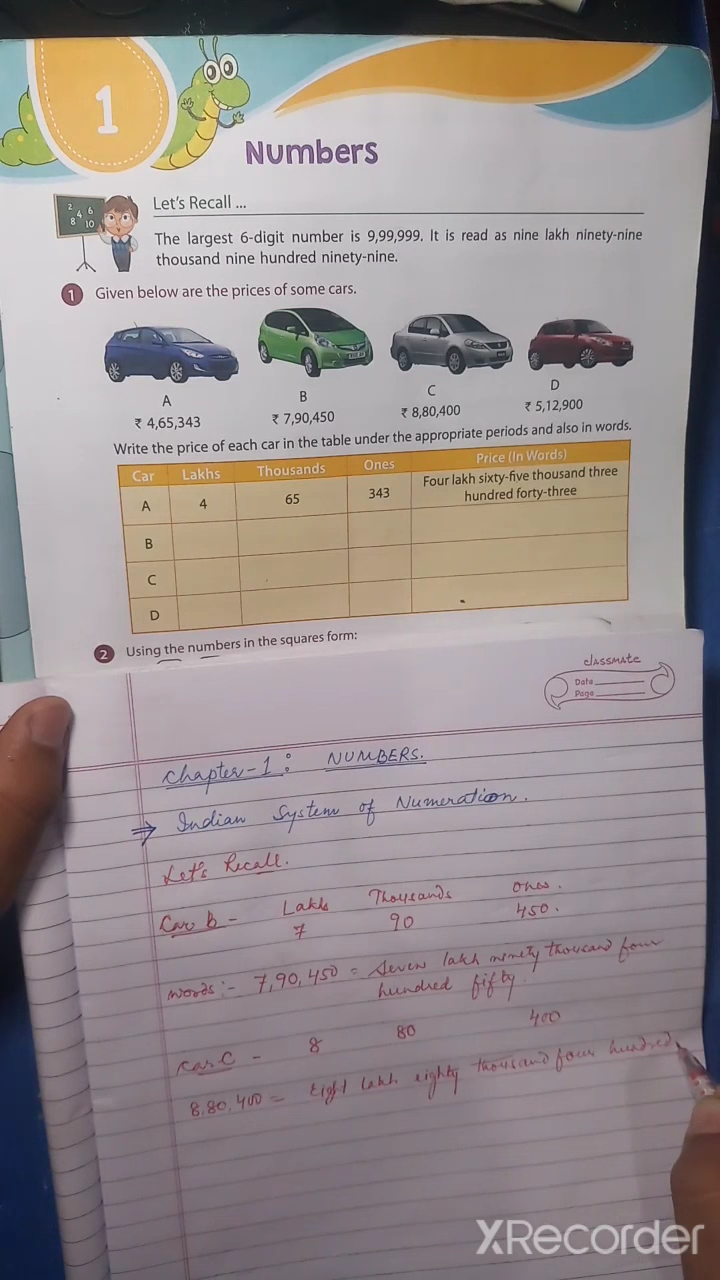 1
Numbers
2 4 6
8 10
Let's Recall ...
The largest 6-digit number is 9,99,999. It is read as nine lakh ninety-nine
thousand nine hundred ninety-nine.
1 Given below are the prices of some cars.
A B C D
₹ 4,65,343 ₹ 7,90,450 ₹ 8,80,400 ₹ 5,12,900
Write the price of each car in the table under the appropriate periods and also in words.
Car Lakhs Thousands Ones Price (In Words)
A 4 65 343 Four lakh sixty-five thousand three
hundred forty-three
B
C
D
2 Using the numbers in the squares form:
classmate
Date
Page
Chapter-1: NUMBERS.
⇒ Indian System of Numeration.
Let's Recall.
Car B - Lakhs Thousands Ones.
7 90 450.
words:- 7,90,450 = Seven lakh ninety thousand four
hundred fifty.
Car C - 8 80 400
8,80,400 = Eight lakh eighty thousand four hundred
XRecorder